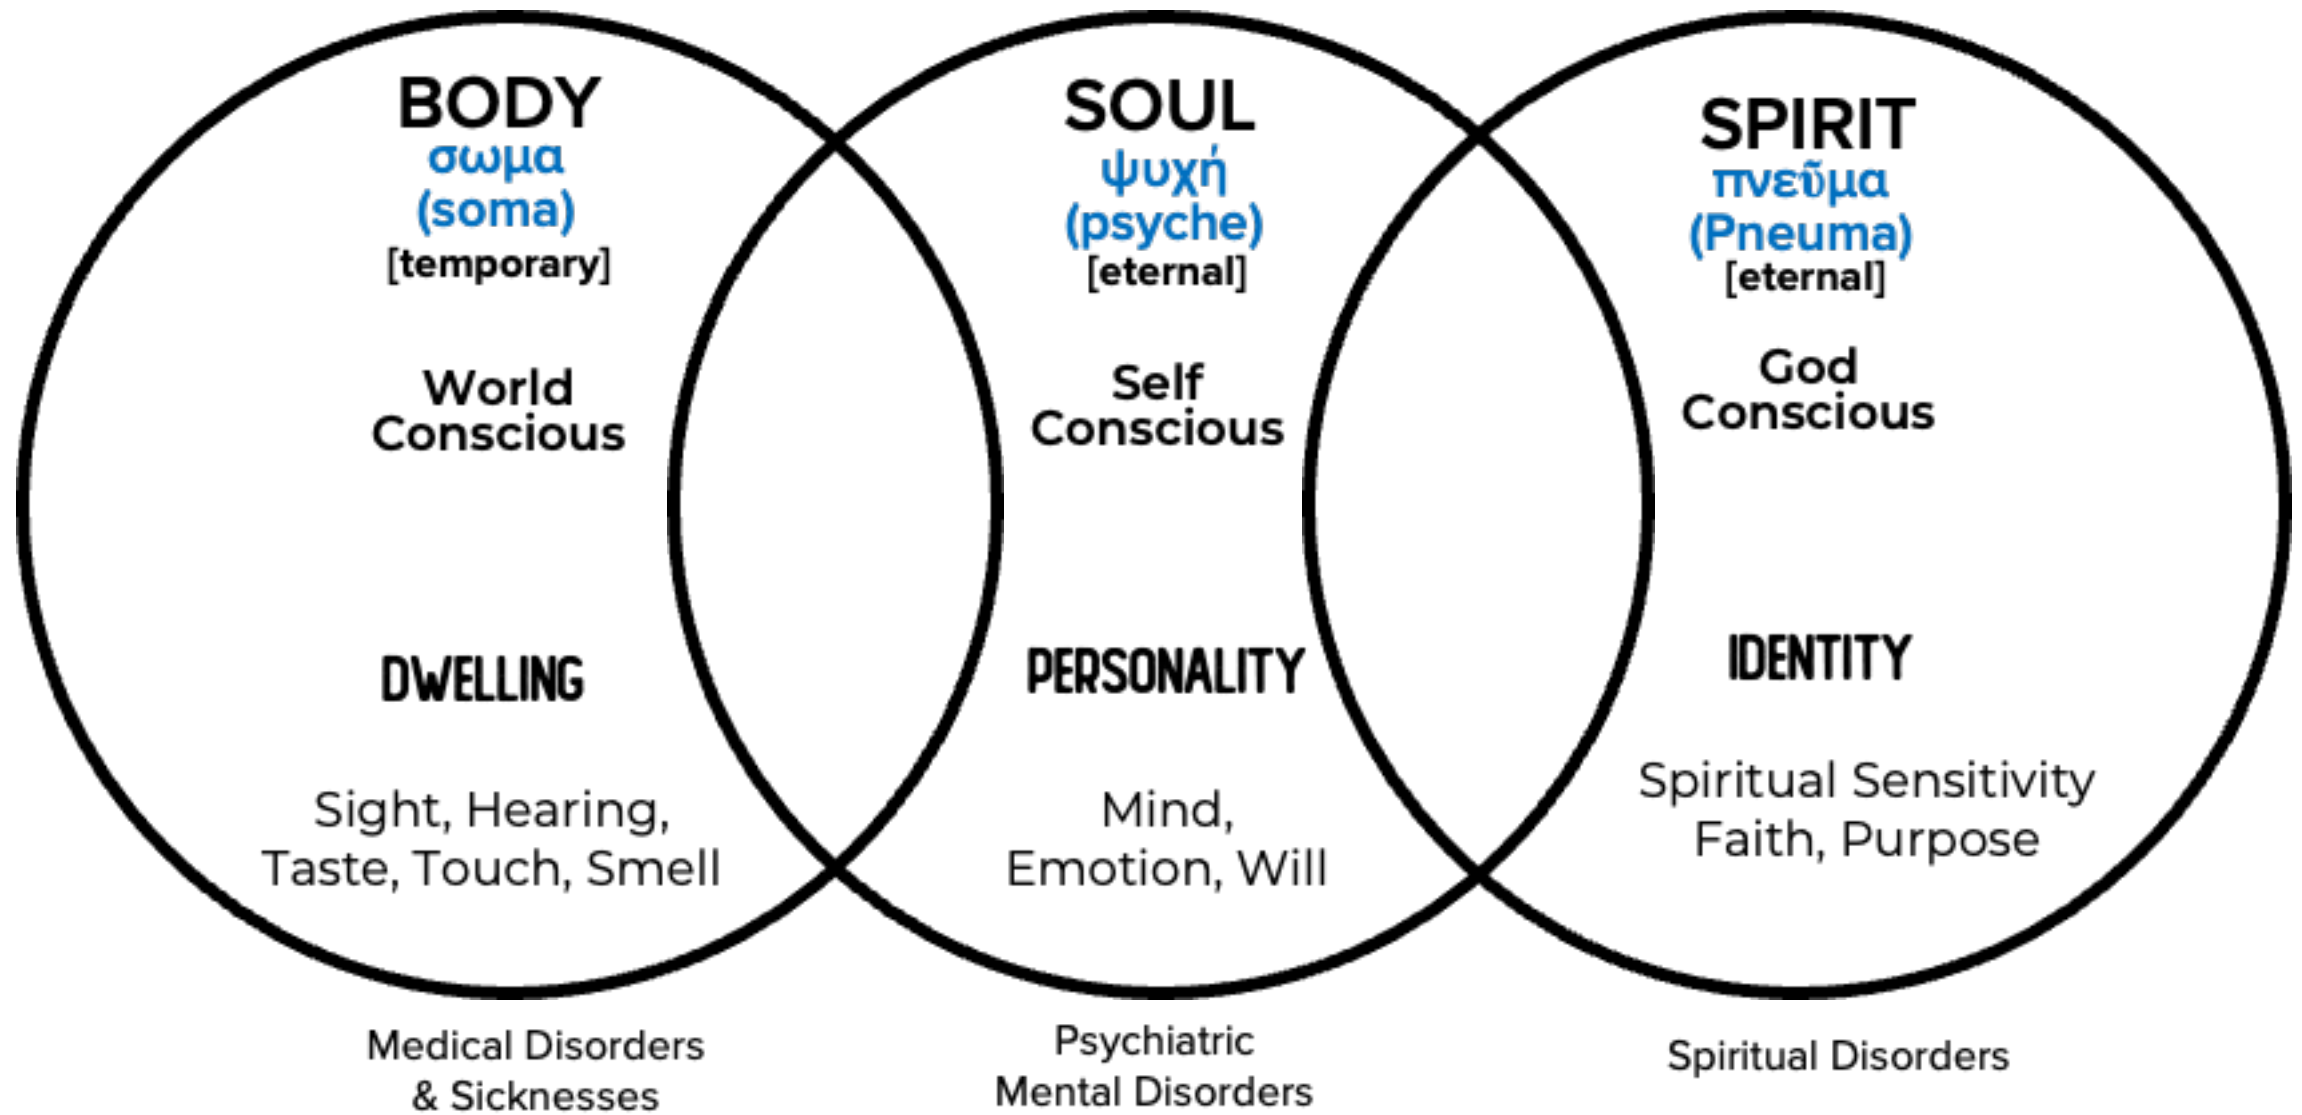 BODY
σωμα
(soma)
[temporary]
World
Conscious
DWELLING
Sight, Hearing,
Taste, Touch, Smell
Medical Disorders
& Sicknesses
SOUL
ψυχή
(psyche)
[eternal]
Self
Conscious
PERSONALITY
Mind,
Emotion, Will
Psychiatric
Mental Disorders
SPIRIT
πνεῦμα
(Pneuma)
[eternal]
God
Conscious
IDENTITY
Spiritual Sensitivity
Faith, Purpose
Spiritual Disorders